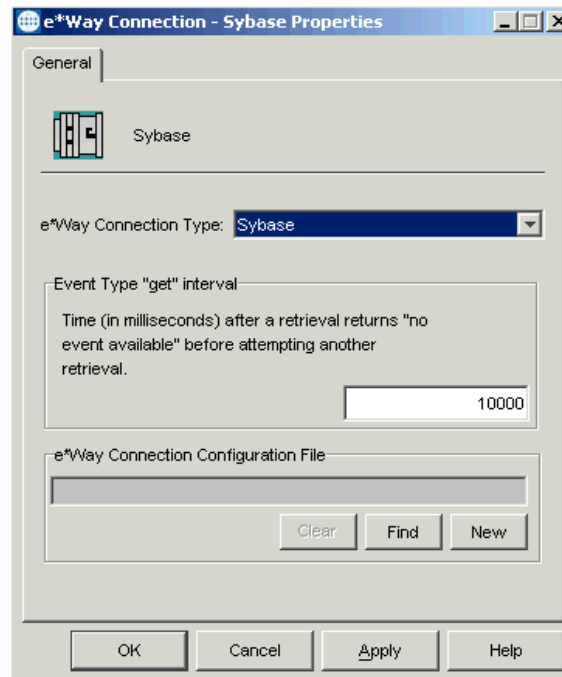 e*Way Connection - Sybase Properties
General
Sybase
e*Way Connection Type: Sybase
Event Type "get" interval
Time (in milliseconds) after a retrieval returns "no
event available" before attempting another
retrieval.
10000
e*Way Connection Configuration File
Clear Find New
OK Cancel Apply Help